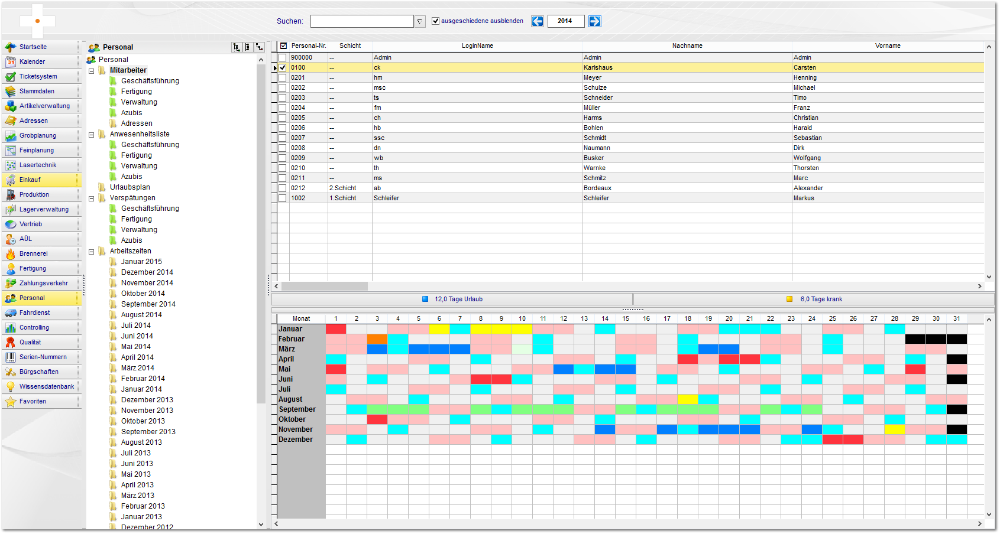 Suchen:
ausgeschiedene ausblenden
2014
Startseite
Kalender
Ticketsystem
Stammdaten
Artikelverwaltung
Adressen
Grobplanung
Feinplanung
Lasertechnik
Einkauf
Produktion
Lagerverwaltung
Vertrieb
AÜL
Brennerei
Fertigung
Zahlungsverkehr
Personal
Fahrdienst
Controlling
Qualität
Serien-Nummern
Bürgschaften
Wissensdatenbank
Favoriten
Personal
Personal
Mitarbeiter
Geschäftsführung
Fertigung
Verwaltung
Azubis
Adressen
Anwesenheitsliste
Geschäftsführung
Fertigung
Verwaltung
Azubis
Urlaubsplan
Verspätungen
Geschäftsführung
Fertigung
Verwaltung
Azubis
Arbeitszeiten
Januar 2015
Dezember 2014
November 2014
Oktober 2014
September 2014
August 2014
Juli 2014
Juni 2014
Mai 2014
April 2014
März 2014
Februar 2014
Januar 2014
Dezember 2013
November 2013
Oktober 2013
September 2013
August 2013
Juli 2013
Juni 2013
Mai 2013
April 2013
März 2013
Februar 2013
Januar 2013
Dezember 2012
Personal-Nr. Schicht LoginName Nachname Vorname
900000 -- Admin Admin Admin
0100 -- ck Karlshaus Carsten
0201 -- hm Meyer Henning
0202 -- msc Schulze Michael
0203 -- ts Schneider Timo
0204 -- fm Müller Franz
0205 -- ch Harms Christian
0206 -- hb Bohlen Harald
0207 -- ssc Schmidt Sebastian
0208 -- dn Naumann Dirk
0209 -- wb Busker Wolfgang
0210 -- th Warnke Thorsten
0211 -- ms Schmitz Marc
0212 2.Schicht ab Bordeaux Alexander
1002 1.Schicht Schleifer Schleifer Markus
12,0 Tage Urlaub 6,0 Tage krank
Monat 1 2 3 4 5 6 7 8 9 10 11 12 13 14 15 16 17 18 19 20 21 22 23 24 25 26 27 28 29 30 31
Januar
Februar
März
April
Mai
Juni
Juli
August
September
Oktober
November
Dezember